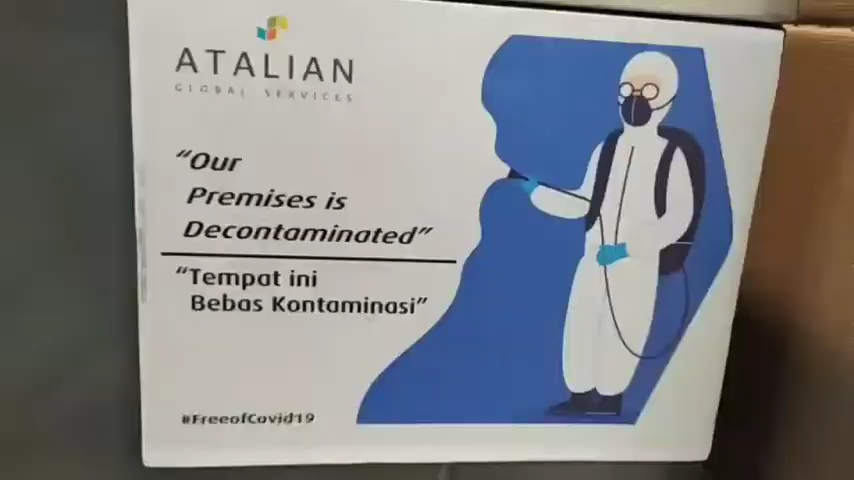 ATALIAN
GLOBAL SERVICES
“Our
Premises is
Decontaminated”
“Tempat ini
Bebas Kontaminasi”
#FreeofCovid19